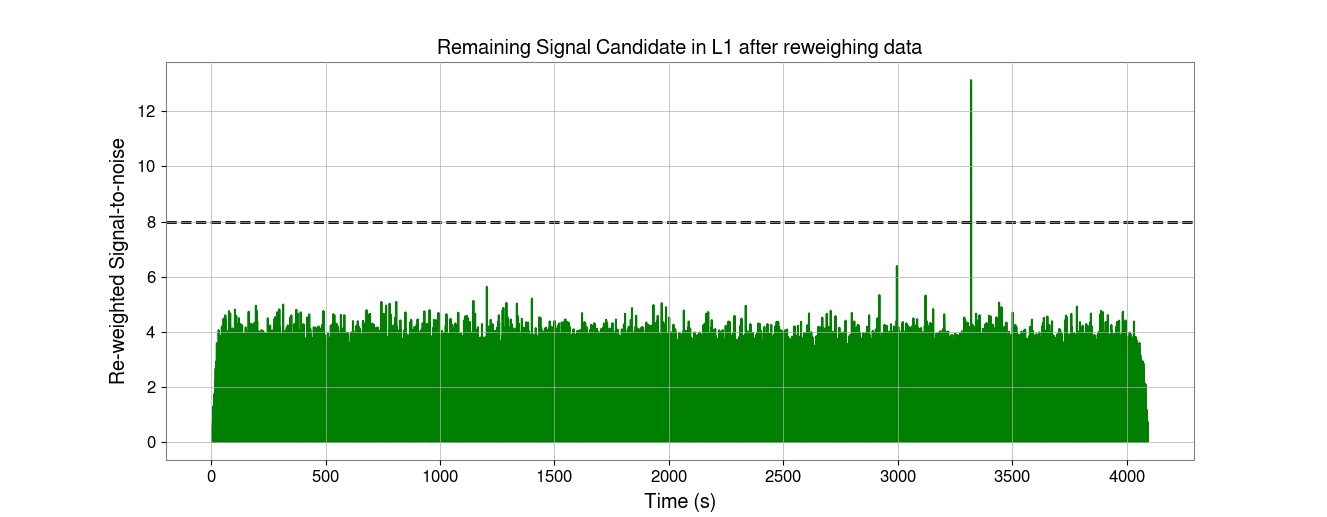 Remaining Signal Candidate in L1 after reweighing data
Re-weighted Signal-to-noise
12
10
8
6
4
2
0
0 500 1000 1500 2000 2500 3000 3500 4000
Time (s)